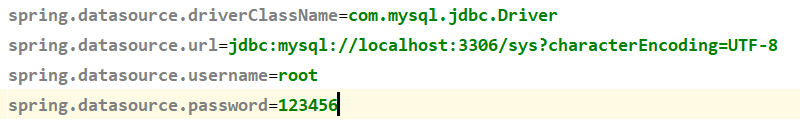 spring.datasource.driverClassName=com.mysql.jdbc.Driver
spring.datasource.url=jdbc:mysql://localhost:3306/sys?characterEncoding=UTF-8
spring.datasource.username=root
spring.datasource.password=123456